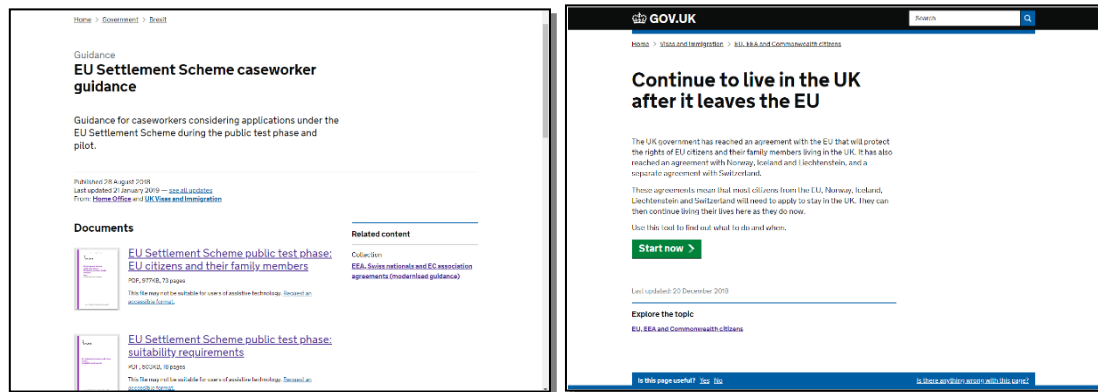 Home > Government > Brexit
Guidance
EU Settlement Scheme caseworker
guidance
Guidance for caseworkers considering applications under the
EU Settlement Scheme during the public test phase and
pilot.
Published 28 August 2018
Last updated 21 January 2019 — see all updates
From: Home Office and UK Visas and Immigration
Documents
EU Settlement Scheme public test phase:
EU citizens and their family members
PDF, 977KB, 73 pages
This file may not be suitable for users of assistive technology. Request an
accessible format.
EU Settlement Scheme public test phase:
suitability requirements
PDF, 603KB, 18 pages
This file may not be suitable for users of assistive technology. Request an
accessible format.
Related content
Collection
EEA, Swiss nationals and EC association
agreements (modernised guidance)
GOV.UK
Search
Home > Visas and immigration > EU, EEA and Commonwealth citizens
Continue to live in the UK
after it leaves the EU
The UK government has reached an agreement with the EU that will protect
the rights of EU citizens and their family members living in the UK. It has also
reached an agreement with Norway, Iceland and Liechtenstein, and a
separate agreement with Switzerland.
These agreements mean that most citizens from the EU, Norway, Iceland,
Liechtenstein and Switzerland will need to apply to stay in the UK. They can
then continue living their lives here as they do now.
Use this tool to find out what to do and when.
Start now >
Last updated: 20 December 2018
Explore the topic
EU, EEA and Commonwealth citizens
Is this page useful? Yes No
Is there anything wrong with this page?